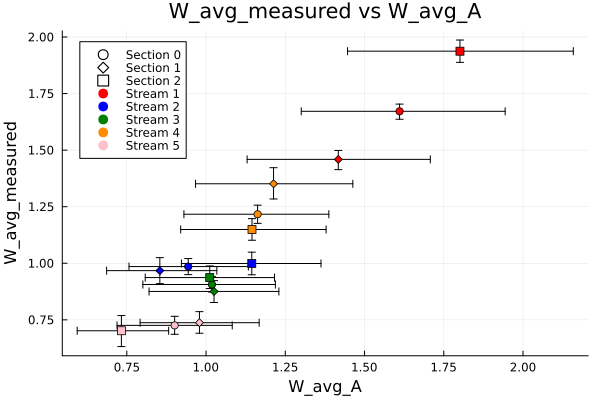 W_avg_measured vs W_avg_A
2.00
1.75
1.50
1.25
1.00
0.75
W_avg_measured
Section 0
Section 1
Section 2
Stream 1
Stream 2
Stream 3
Stream 4
Stream 5
0.75
1.00
1.25
1.50
1.75
2.00
W_avg_A